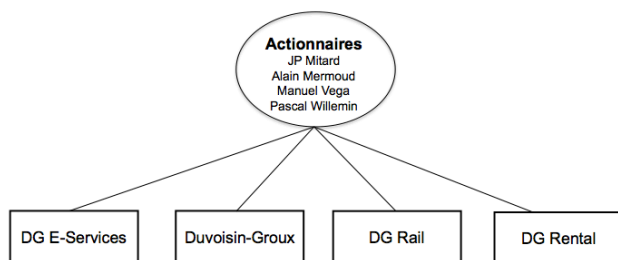 Actionnaires
JP Mitard
Alain Mermoud
Manuel Vega
Pascal Willemin
DG E-Services
Duvoisin-Groux
DG Rail
DG Rental